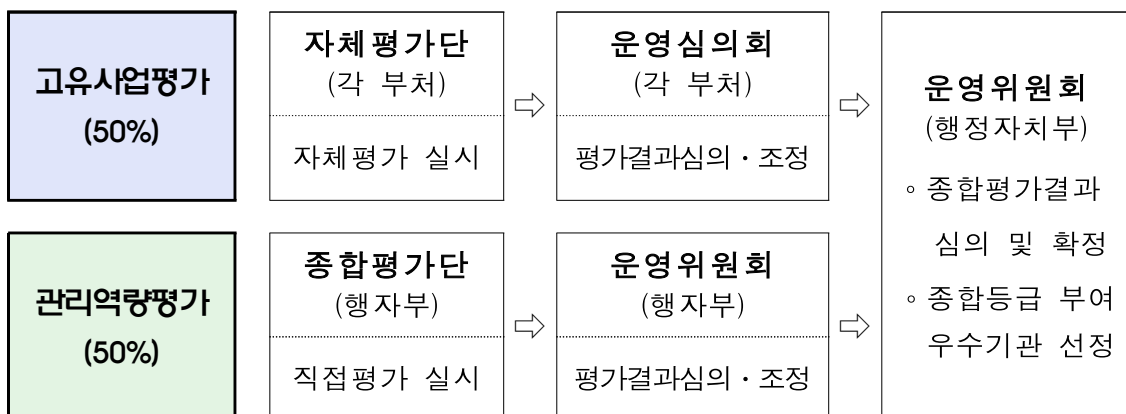 고유사업평가
(50%)
자체평가단
(각 부처)
자체평가 실시
⇨
운영심의회
(각 부처)
평가결과심의·조정
⇨
관리역량평가
(50%)
종합평가단
(행자부)
직접평가 실시
⇨
운영위원회
(행자부)
평가결과심의·조정
⇨
운영위원회
(행정자치부)
◦ 종합평가결과
심의 및 확정
◦ 종합등급 부여
우수기관 선정